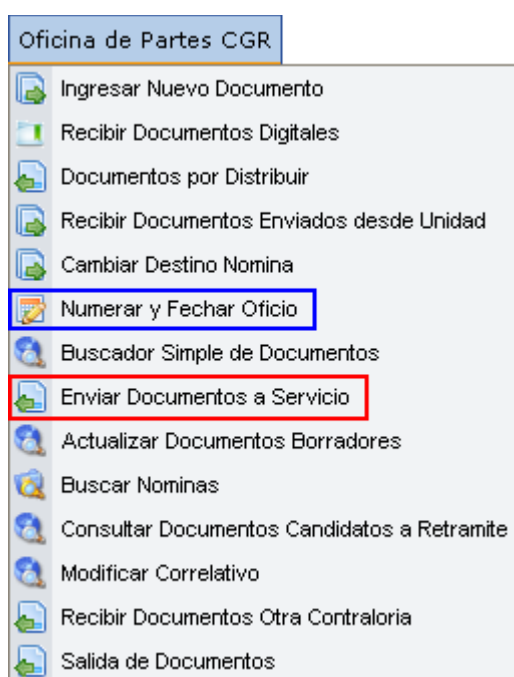 Oficina de Partes CGR
Ingresar Nuevo Documento
Recibir Documentos Digitales
Documentos por Distribuir
Recibir Documentos Enviados desde Unidad
Cambiar Destino Nomina
Numerar y Fechar Oficio
Buscador Simple de Documentos
Enviar Documentos a Servicio
Actualizar Documentos Borradores
Buscar Nominas
Consultar Documentos Candidatos a Retramite
Modificar Correlativo
Recibir Documentos Otra Contraloria
Salida de Documentos